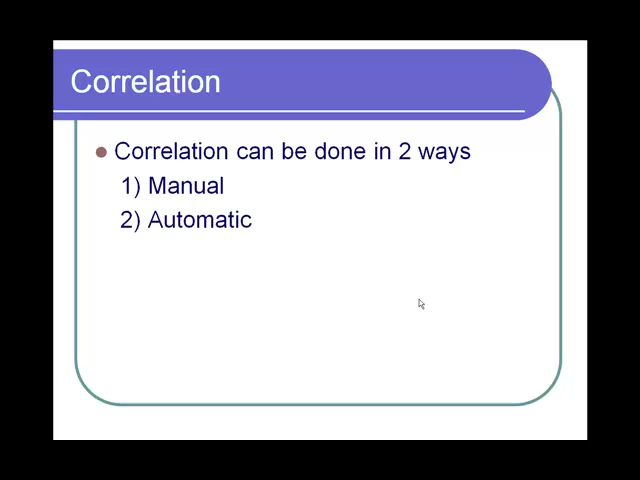 Correlation
Correlation can be done in 2 ways
1) Manual
2) Automatic